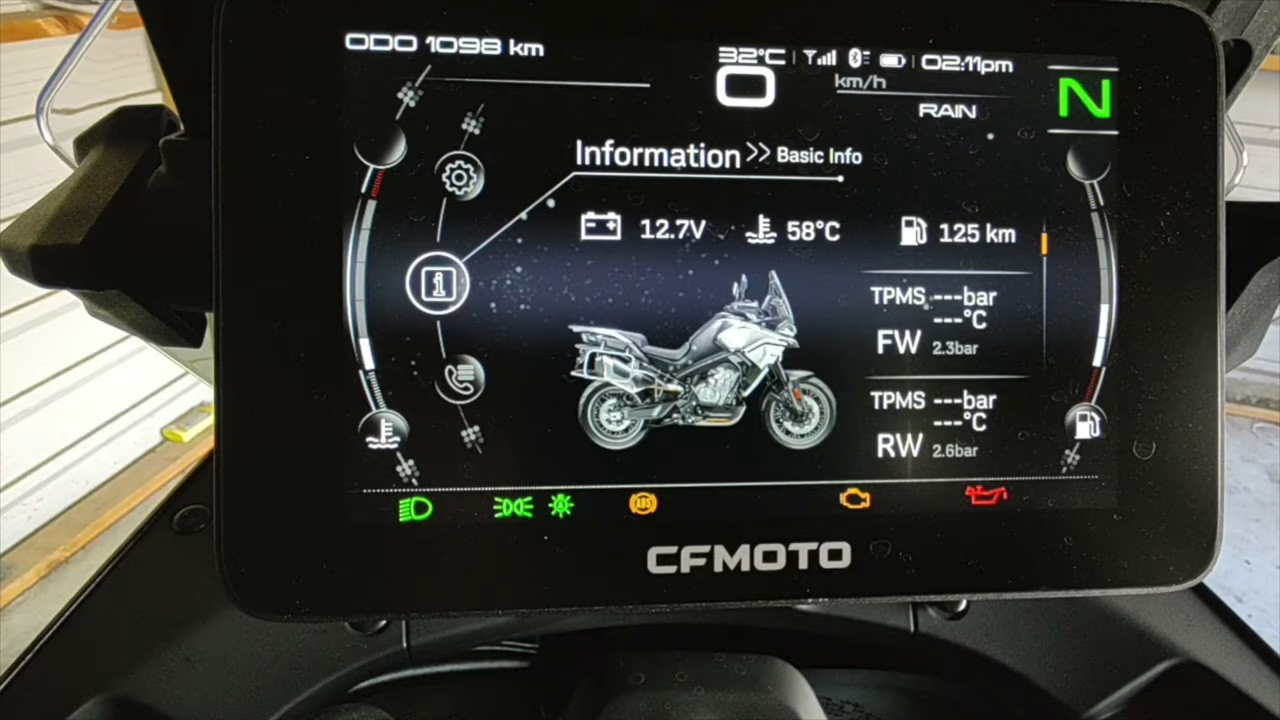 ODO 1098 km
32°C 02:11pm
0 km/h
RAIN
N
Information >> Basic Info
12.7V 58°C 125 km
TPMS ---bar
---°C
FW 2.3bar
TPMS ---bar
---°C
RW 2.6bar
ABS
CFMOTO